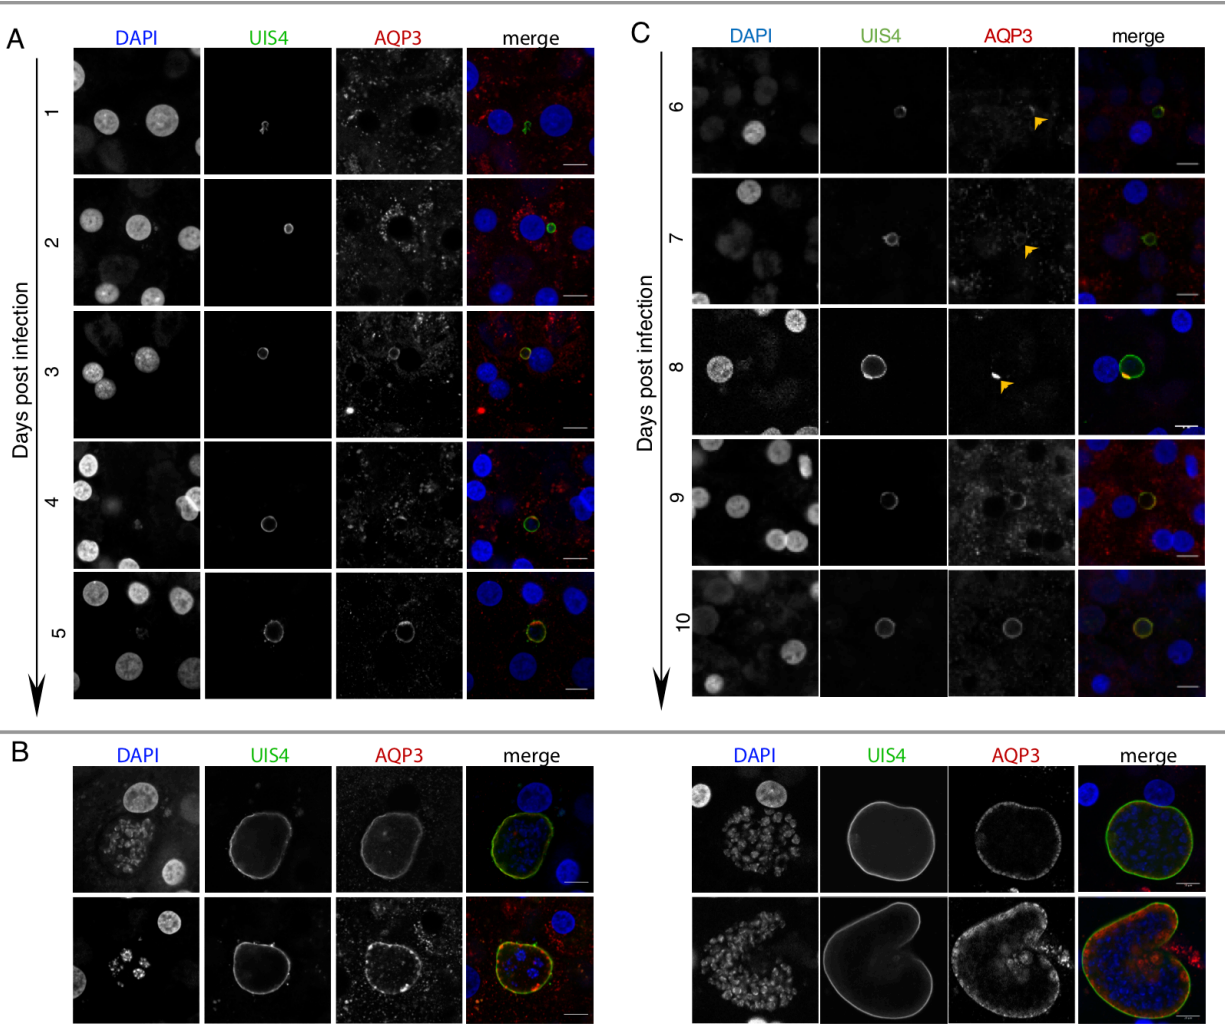 A
DAPI UIS4 AQP3 merge
Days post infection
1
2
3
4
5
C
DAPI UIS4 AQP3 merge
Days post infection
6
7
8
9
10
B
DAPI UIS4 AQP3 merge
DAPI UIS4 AQP3 merge